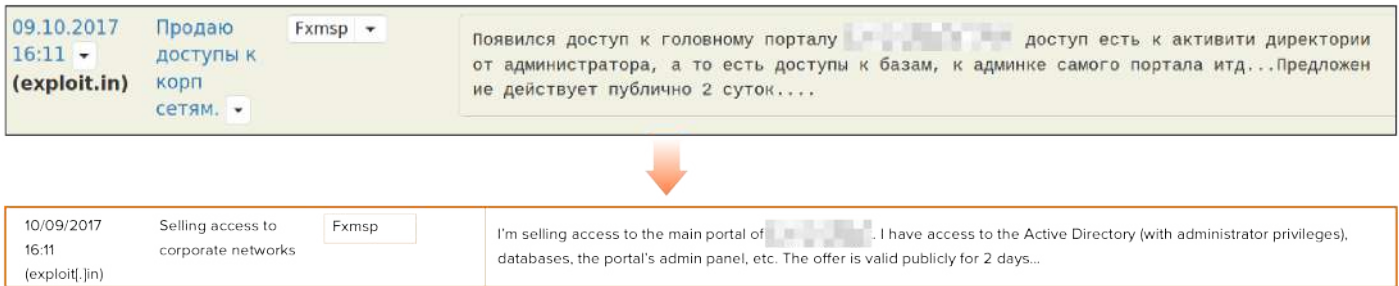 09.10.2017 Продаю Fxmsp
16:11 доступы к
(exploit.in) корп
сетям.
Появился доступ к головному порталу доступ есть к активити директории
от администратора, а то есть доступы к базам, к админке самого портала итд...Предложен
ие действует публично 2 суток....
10/09/2017 Selling access to Fxmsp
16:11 corporate networks
(exploit[.]in)
I'm selling access to the main portal of . I have access to the Active Directory (with administrator privileges),
databases, the portal's admin panel, etc. The offer is valid publicly for 2 days...